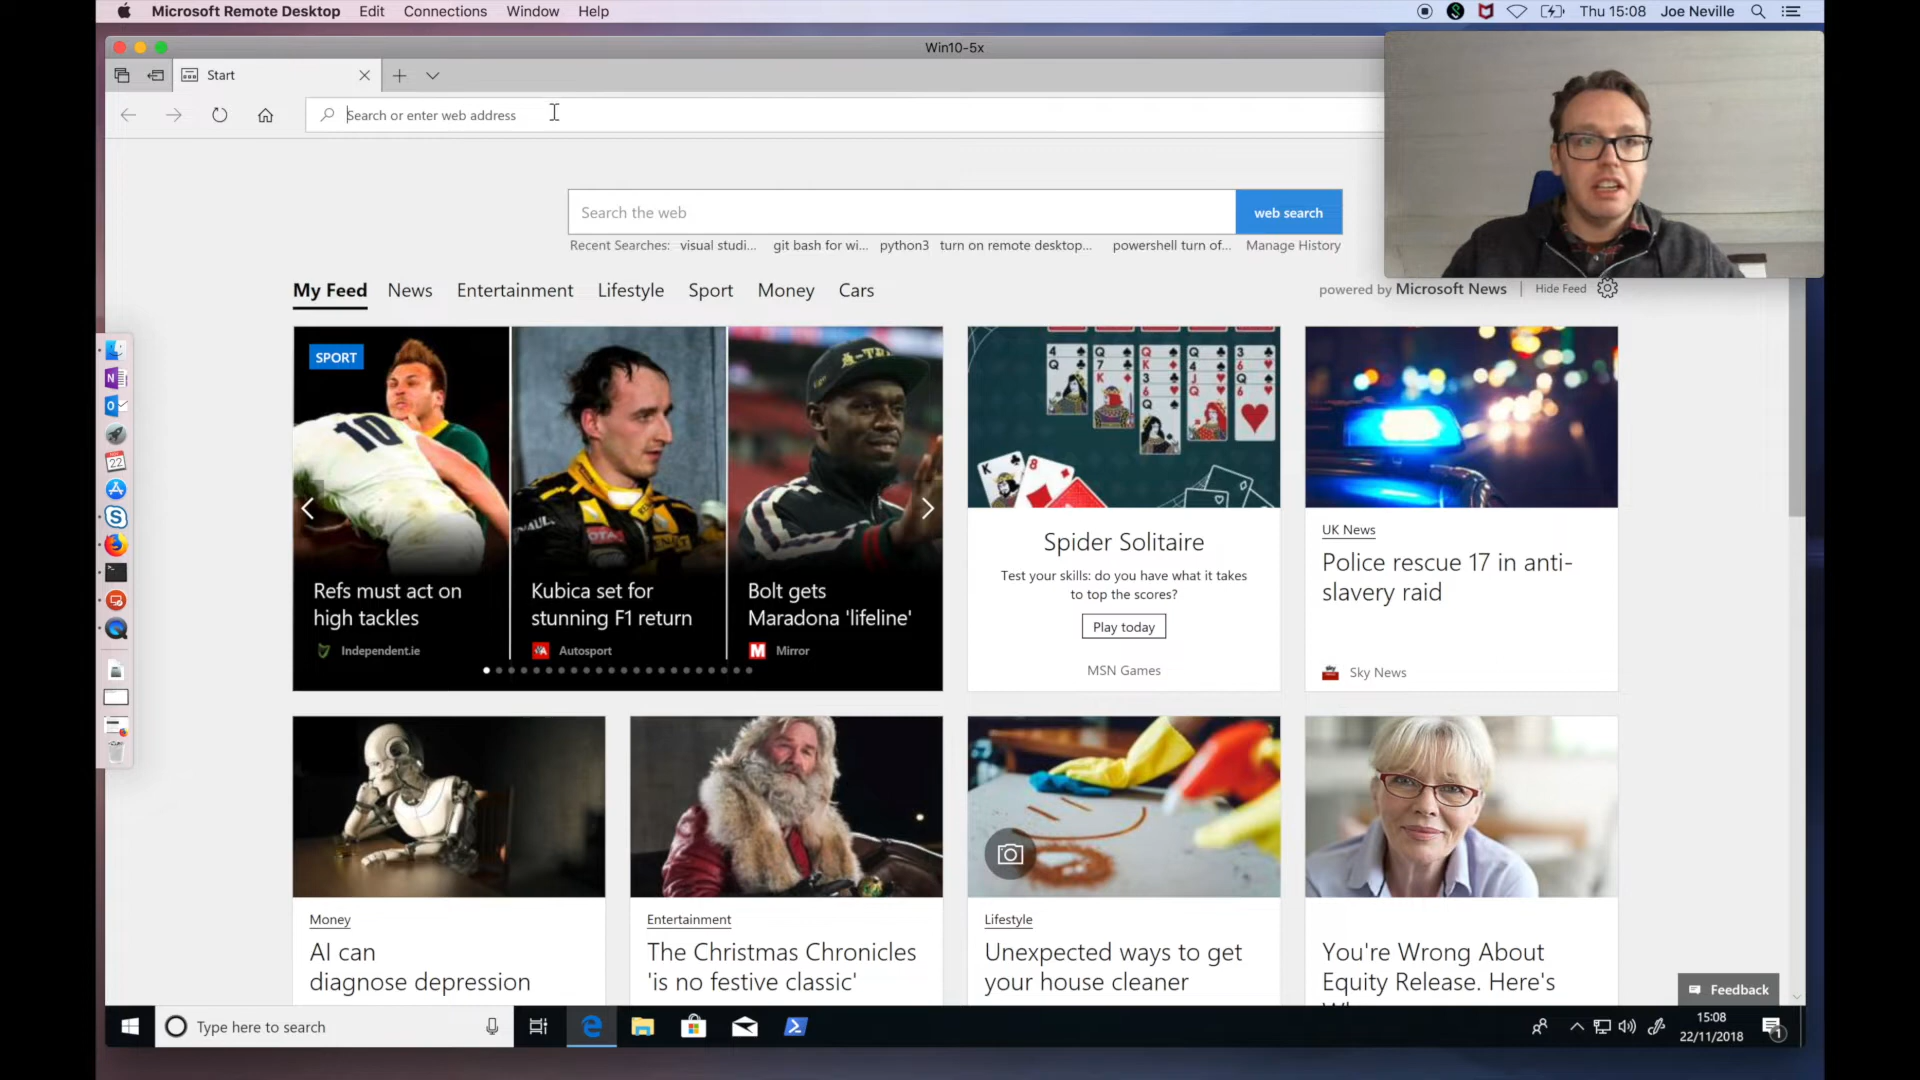 Microsoft Remote Desktop Edit Connections Window Help
Thu 15:08 Joe Neville
Win10-5x
Start
Search or enter web address
Search the web
web search
Recent Searches: visual studi... git bash for wi... python3 turn on remote desktop... powershell turn of... Manage History
My Feed News Entertainment Lifestyle Sport Money Cars
powered by Microsoft News | Hide Feed
SPORT
10
Refs must act on
high tackles
Independent.ie
Kubica set for
stunning F1 return
Autosport
Bolt gets
Maradona 'lifeline'
Mirror
Spider Solitaire
Test your skills: do you have what it takes
to top the scores?
Play today
MSN Games
UK News
Police rescue 17 in anti-
slavery raid
Sky News
Money
AI can
diagnose depression
Entertainment
The Christmas Chronicles
'is no festive classic'
Lifestyle
Unexpected ways to get
your house cleaner
You're Wrong About
Equity Release. Here's
Feedback
Type here to search
15:08
22/11/2018
1
22